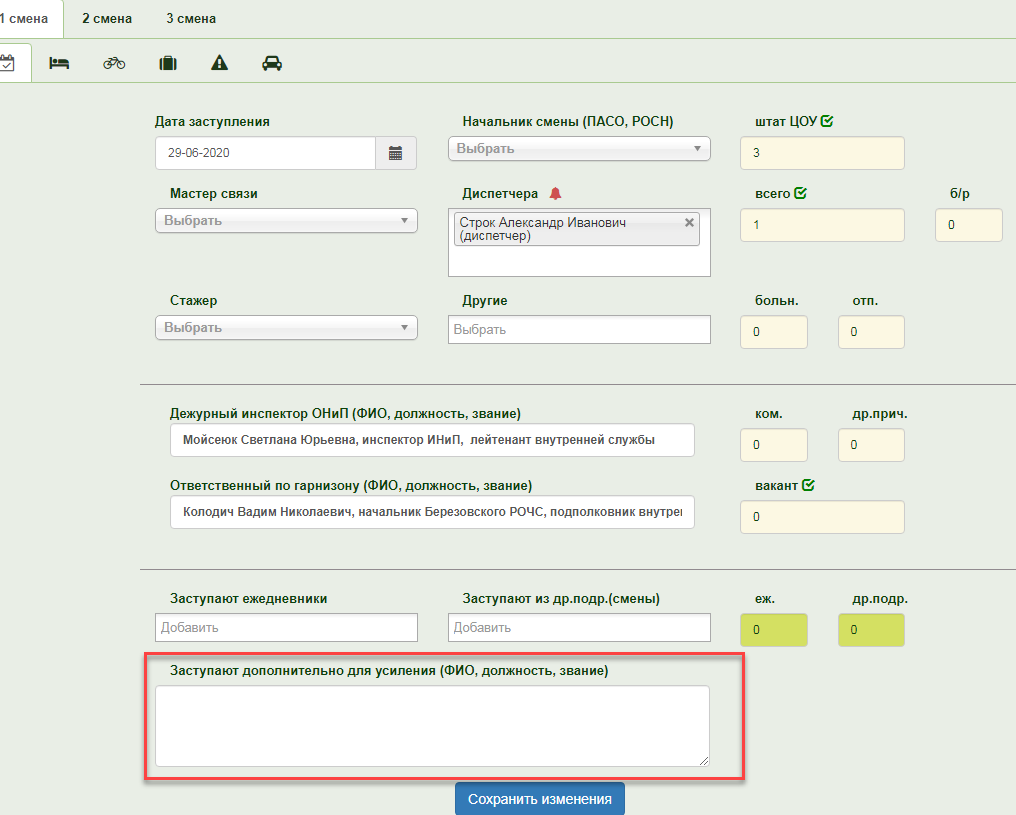 1 смена 2 смена 3 смена
Дата заступления Начальник смены (ПАСО, РОСН) штат ЦОУ
29-06-2020 Выбрать 3
Мастер связи Диспетчера всего б/р
Выбрать Строк Александр Иванович (диспетчер) 1 0
Стажер Другие больн. отп.
Выбрать Выбрать 0 0
Дежурный инспектор ОНиП (ФИО, должность, звание) ком. др.прич.
Мойсеюк Светлана Юрьевна, инспектор ИНиП, лейтенант внутренней службы 0 0
Ответственный по гарнизону (ФИО, должность, звание) вакант
Колодич Вадим Николаевич, начальник Березовского РОЧС, подполковник внутрен 0
Заступают ежедневники Заступают из др.подр.(смены) еж. др.подр.
Добавить Добавить 0 0
Заступают дополнительно для усиления (ФИО, должность, звание)
Сохранить изменения